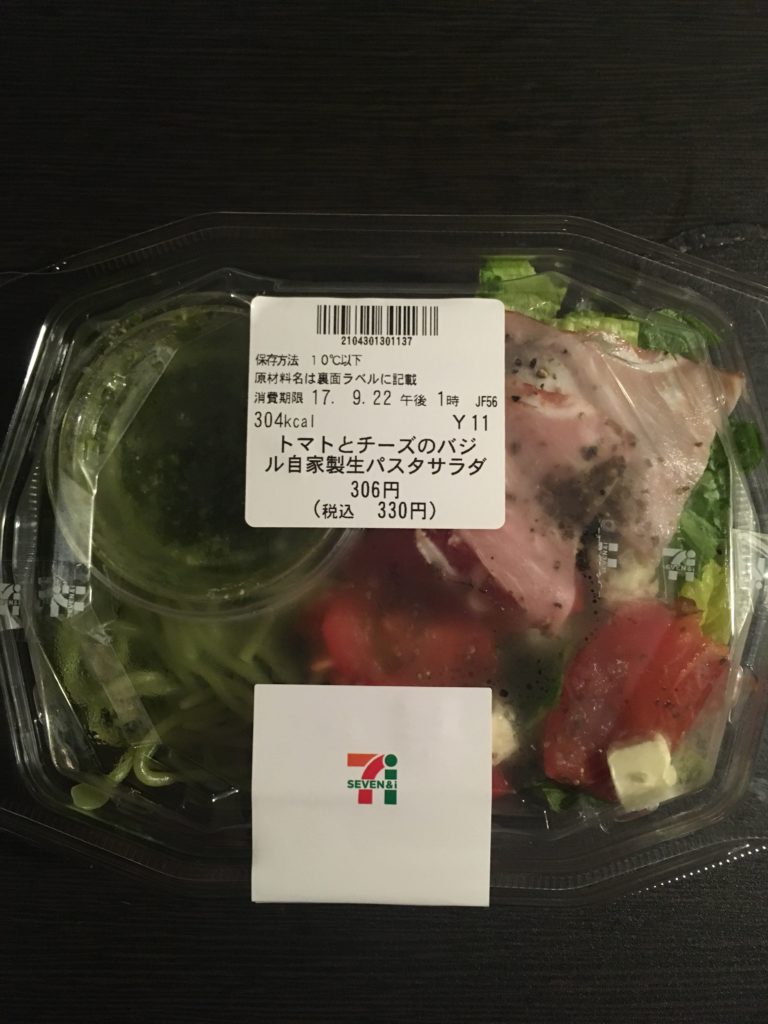 2104301301137
保存方法 10℃以下
原材料名は裏面ラベルに記載
消費期限 17. 9.22 午後 1時 JF56
304kcal Y11
トマトとチーズのバジ
ル自家製生パスタサラダ
306円
(税込 330円)
7i
SEVEN&i
7i